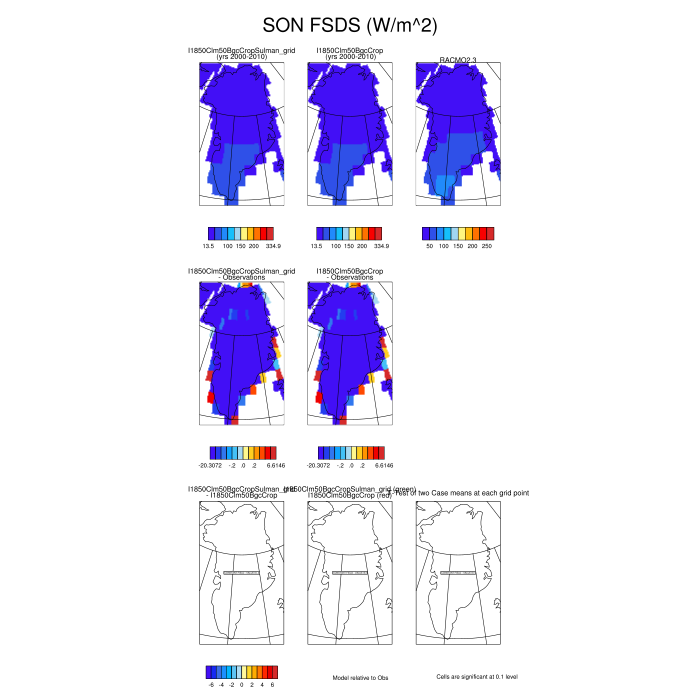 SON FSDS (W/m^2)
I1850Clm50BgcCropSulman_grid
(yrs 2000-2010)
I1850Clm50BgcCrop
(yrs 2000-2010)
RACMO2.3
13.5 100 150 200 334.9
13.5 100 150 200 334.9
50 100 150 200 250
I1850Clm50BgcCropSulman_grid
- Observations
I1850Clm50BgcCrop
- Observations
-20.3072 -.2 .0 .2 6.6146
-20.3072 -.2 .0 .2 6.6146
I1850Clm50BgcCropSulman_grid
- I1850Clm50BgcCrop
I1850Clm50BgcCropSulman_grid (green)
I1850Clm50BgcCrop (red)
Test of two Case means at each grid point
-6 -4 -2 0 2 4 6
Model relative to Obs
Cells are significant at 0.1 level